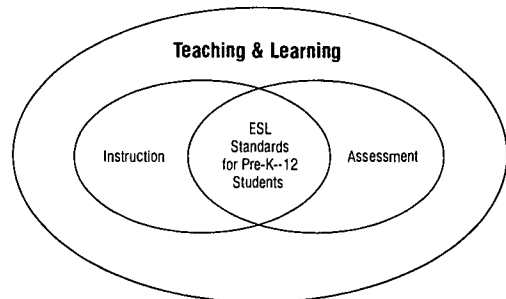 Teaching & Learning
Instruction
ESL
Standards
for Pre-K--12
Students
Assessment